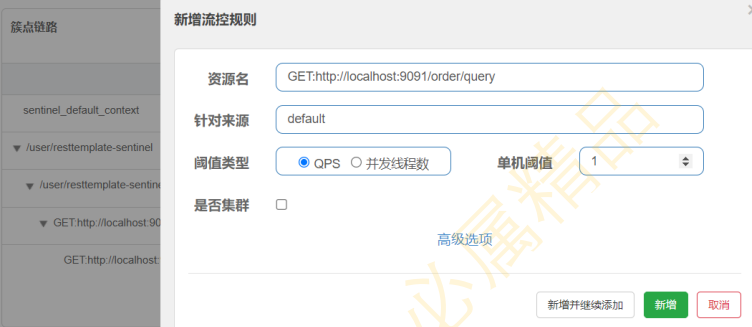 簇点链路
新增流控规则
资源名 GET:http://localhost:9091/order/query
sentinel_default_context
针对来源 default
/user/resttemplate-sentinel
阈值类型 QPS 并发线程数 单机阈值 1
/user/resttemplate-sentine
是否集群
GET:http://localhost:90
高级选项
GET:http://localhost:
新增并继续添加 新增 取消
必属精品